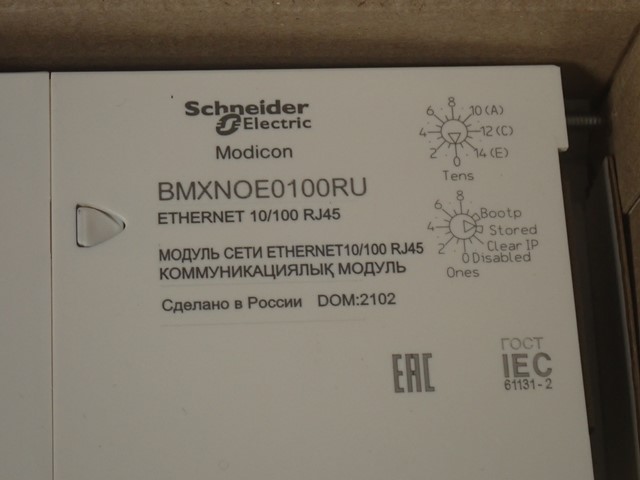 Schneider
Electric
Modicon
BMXNOE0100RU
ETHERNET 10/100 RJ45
МОДУЛЬ СЕТИ ETHERNET10/100 RJ45
КОММУНИКАЦИЯЛЫҚ МОДУЛЬ
Сделано в России DOM:2102
8
6 10(A)
4 12(C)
2 14(E)
0
Tens
8
6 Bootp
4 Stored
2 Clear IP
0 Disabled
Ones
EAC
ГОСТ
IEC
61131-2